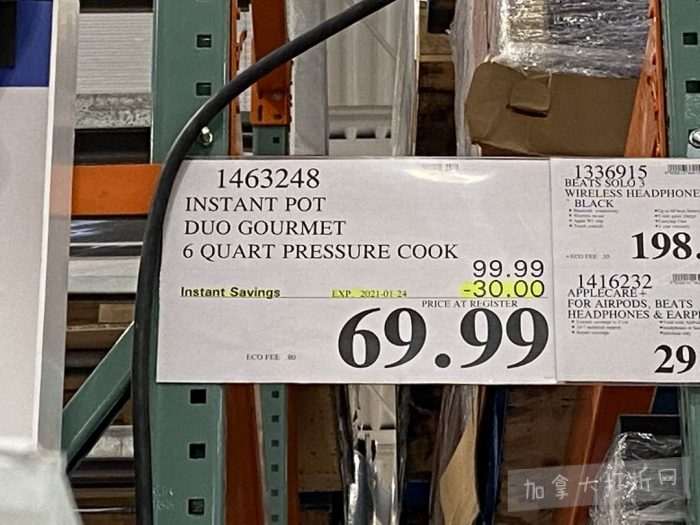 1463248
INSTANT POT
DUO GOURMET
6 QUART PRESSURE COOK
99.99
Instant Savings EXP. 2021-01-24 -30.00
PRICE AT REGISTER
69.99
ECO FEE .80
1336915
BEATS SOLO 3
WIRELESS HEADPHONE
BLACK
ECO FEE
198.
1416232
APPLECARE+
FOR AIRPODS, BEATS
HEADPHONES & EARP
29
加拿大打折网